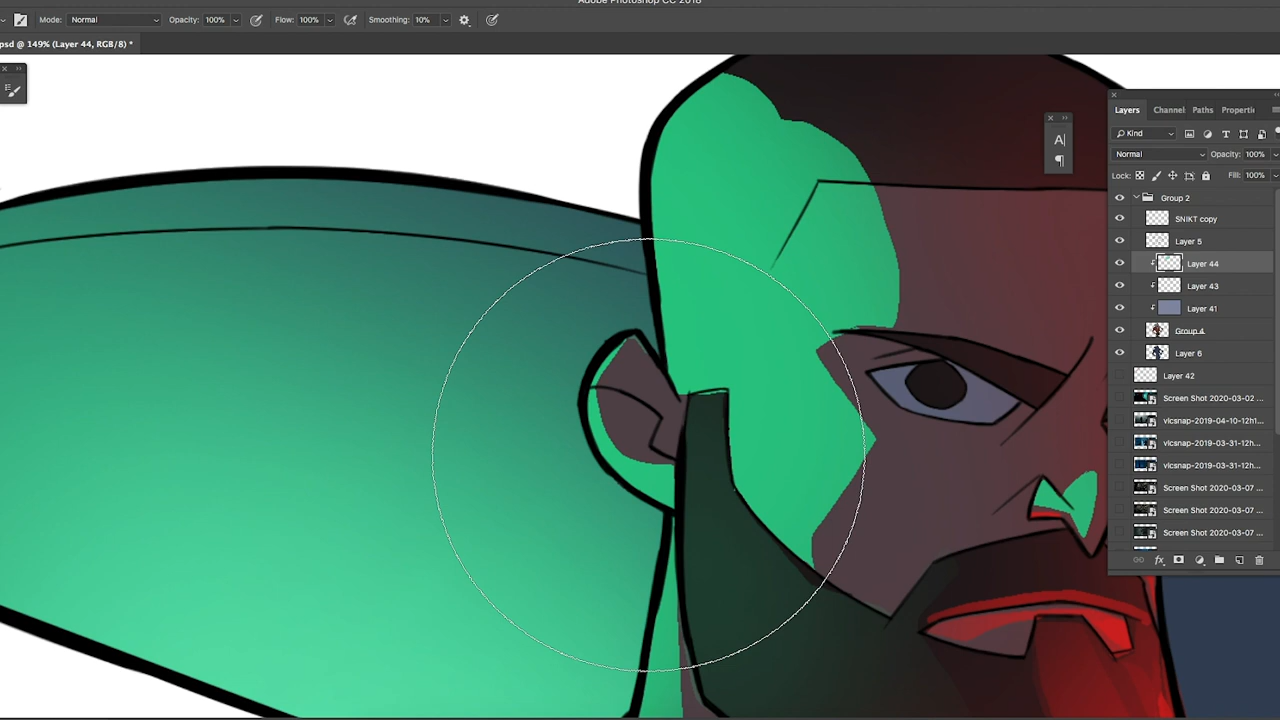 Adobe Photoshop CC 2018
Mode: Normal Opacity: 100% Flow: 100% Smoothing: 10%
psd @ 149% (Layer 44, RGB/8) *
Layers Channel Paths Properti
Kind
Normal Opacity: 100%
Lock: Fill: 100%
Group 2
SNIKT copy
Layer 5
Layer 44
Layer 43
Layer 41
Group 4
Layer 6
Layer 42
Screen Shot 2020-03-02 ...
vlcsnap-2019-04-10-12h1...
vlcsnap-2019-03-31-12h...
vlcsnap-2019-03-31-12h...
Screen Shot 2020-03-07 ...
Screen Shot 2020-03-07 ...
Screen Shot 2020-03-07 ...